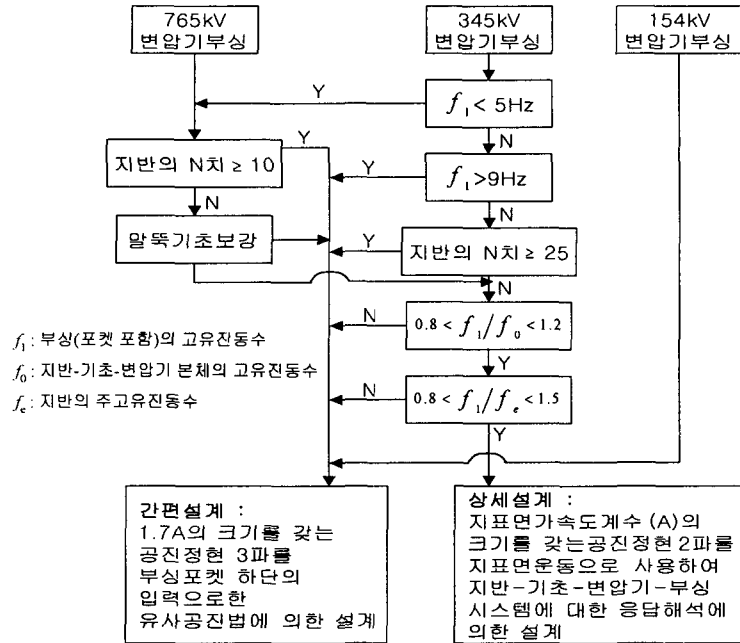 765kV
변압기부싱
345kV
변압기부싱
154kV
변압기부싱
Y
f₁ < 5Hz
N
Y
지반의 N치 ≥ 10
Y
f₁ >9Hz
N
N
말뚝기초보강
Y
지반의 N치 ≥ 25
N
N
0.8 < f₁/f₀ < 1.2
Y
f₁ : 부싱(포켓 포함)의 고유진동수
f₀ : 지반-기초-변압기 본체의 고유진동수
fₑ : 지반의 주고유진동수
N
0.8 < f₁/fₑ < 1.5
Y
간편설계 :
1.7A의 크기를 갖는
공진정현 3파를
부싱포켓 하단의
입력으로한
유사공진법에 의한 설계
상세설계 :
지표면가속도계수 (A)의
크기를 갖는공진정현 2파를
지표면운동으로 사용하여
지반-기초-변압기-부싱
시스템에 대한 응답해석에
의한 설계